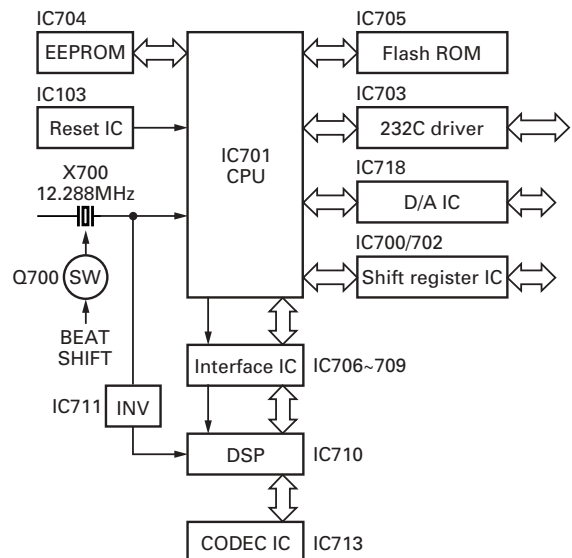 IC704
EEPROM
IC103
Reset IC
X700
12.288MHz
Q700
SW
BEAT
SHIFT
IC711
INV
IC701
CPU
IC705
Flash ROM
IC703
232C driver
IC718
D/A IC
IC700/702
Shift register IC
Interface IC
IC706~709
DSP
IC710
CODEC IC
IC713